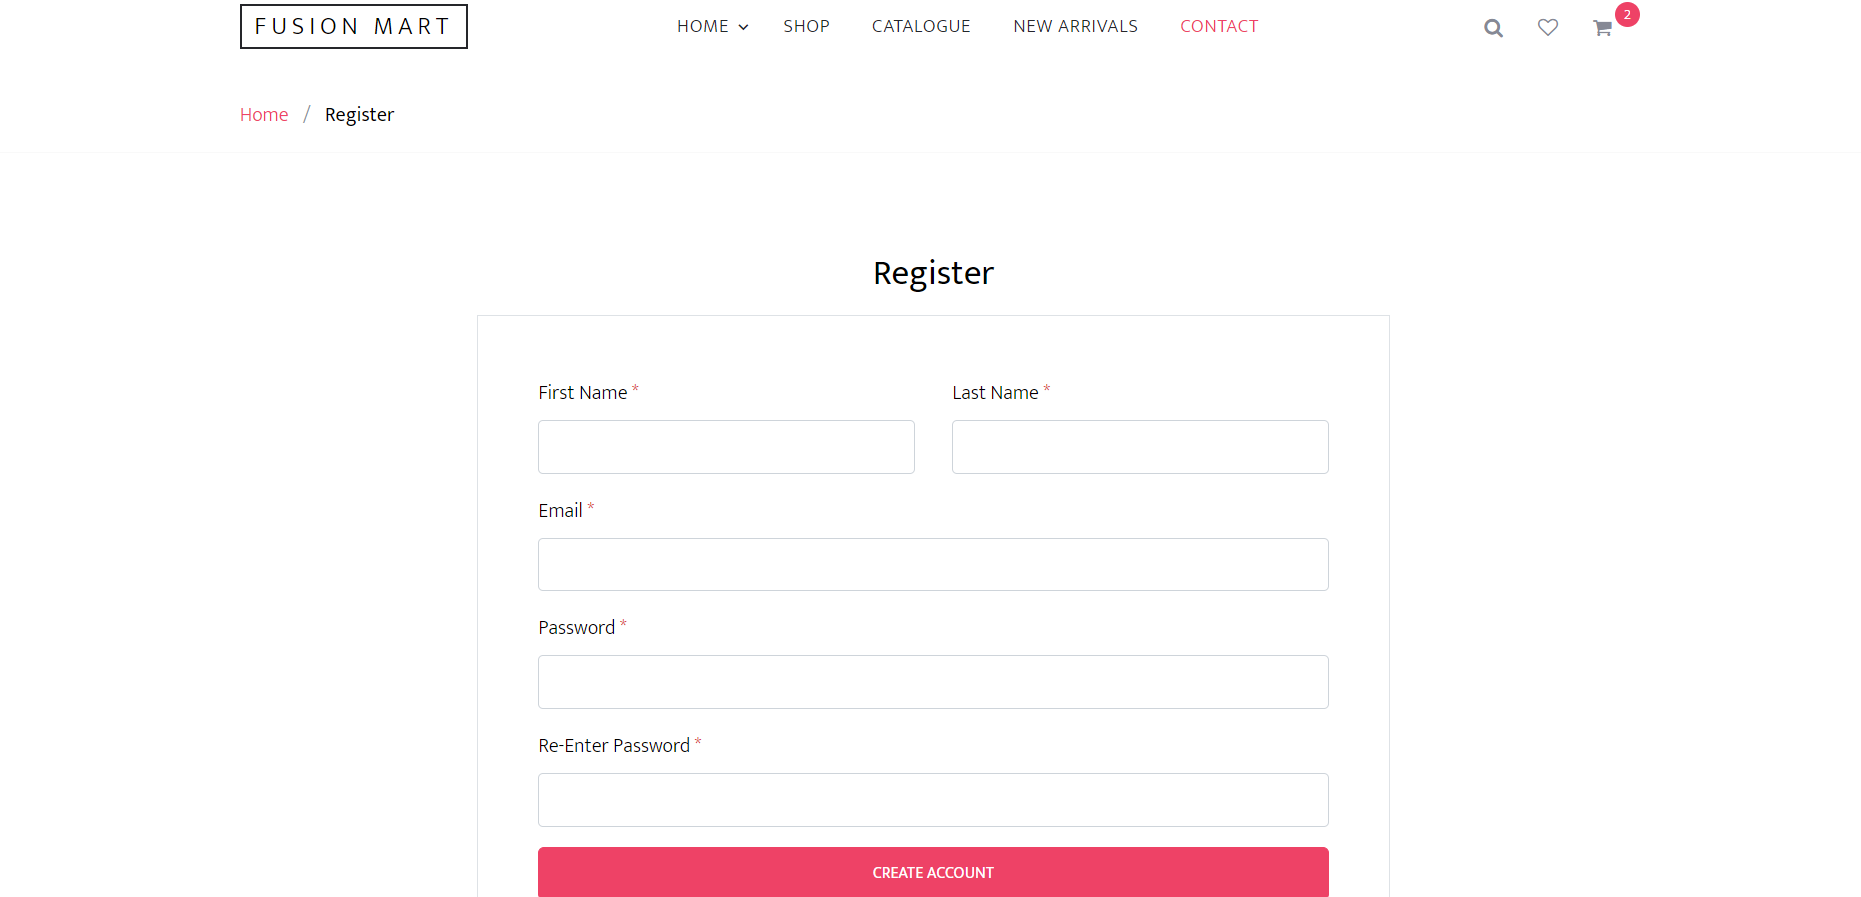 FUSION MART
HOME SHOP CATALOGUE NEW ARRIVALS CONTACT 2
Home / Register
Register
First Name * Last Name *
Email *
Password *
Re-Enter Password *
CREATE ACCOUNT